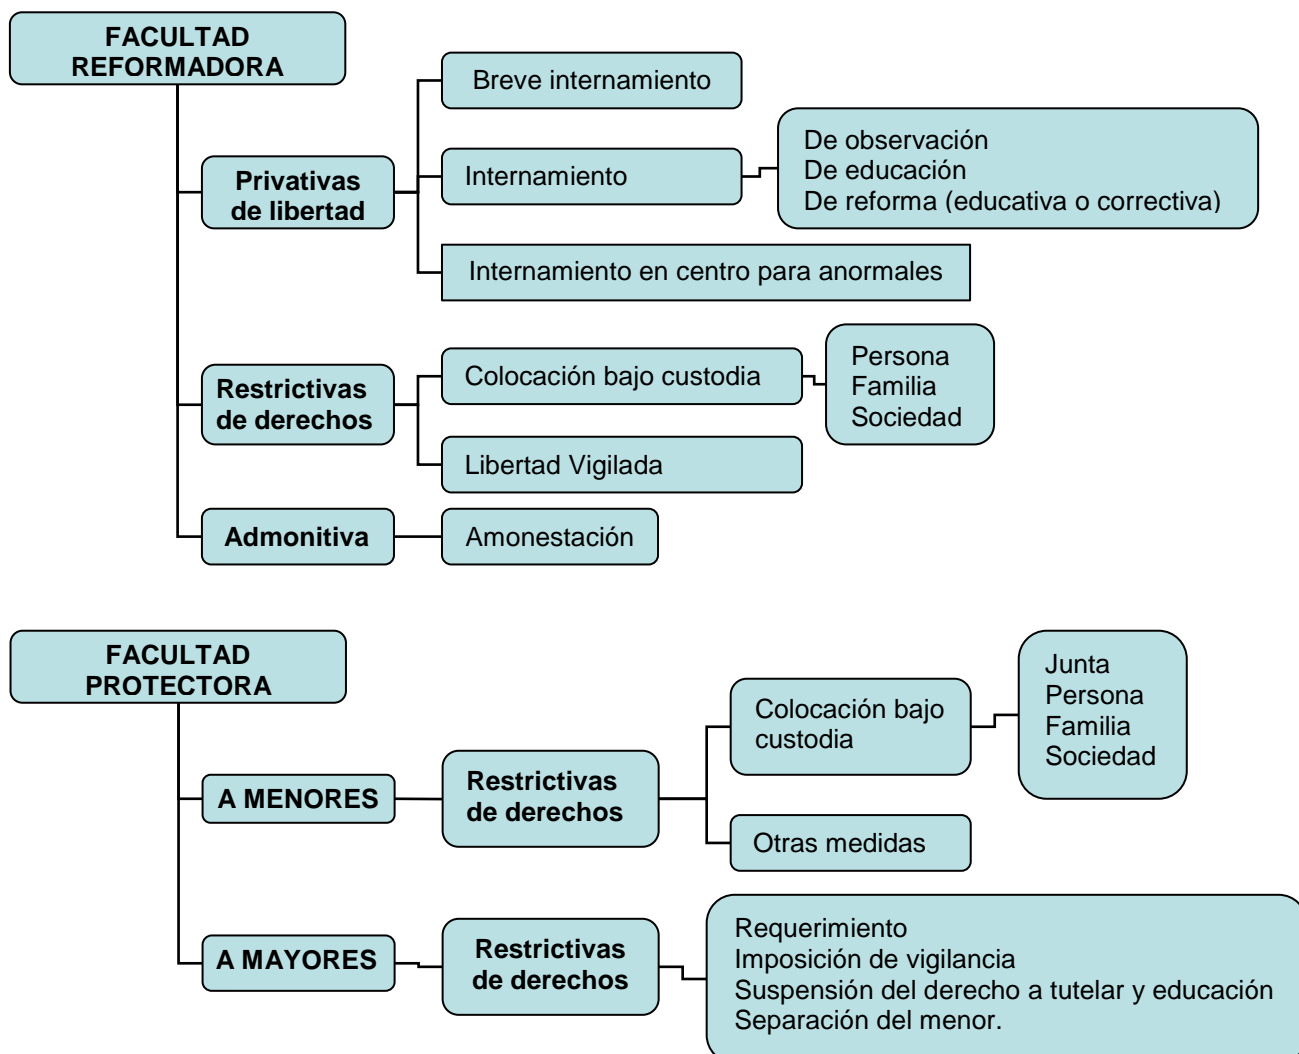 FACULTAD
REFORMADORA
Breve internamiento
Privativas
de libertad
Internamiento
De observación
De educación
De reforma (educativa o correctiva)
Internamiento en centro para anormales
Restrictivas
de derechos
Colocación bajo custodia
Persona
Familia
Sociedad
Libertad Vigilada
Admonitiva
Amonestación
FACULTAD
PROTECTORA
A MENORES
Restrictivas
de derechos
Colocación bajo
custodia
Junta
Persona
Familia
Sociedad
Otras medidas
A MAYORES
Restrictivas
de derechos
Requerimiento
Imposición de vigilancia
Suspensión del derecho a tutelar y educación
Separación del menor.